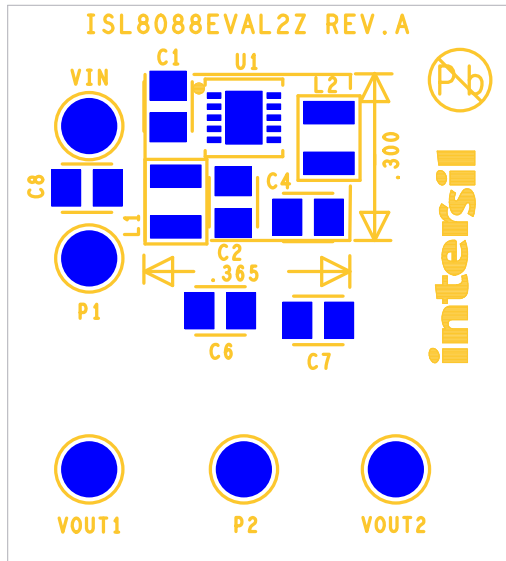 ISL8088EVAL2Z REV.A
C1
U1
VIN
L2
Pb
.300
C8
C4
L1
C2
intersil
.365
P1
C6
C7
VOUT1
P2
VOUT2